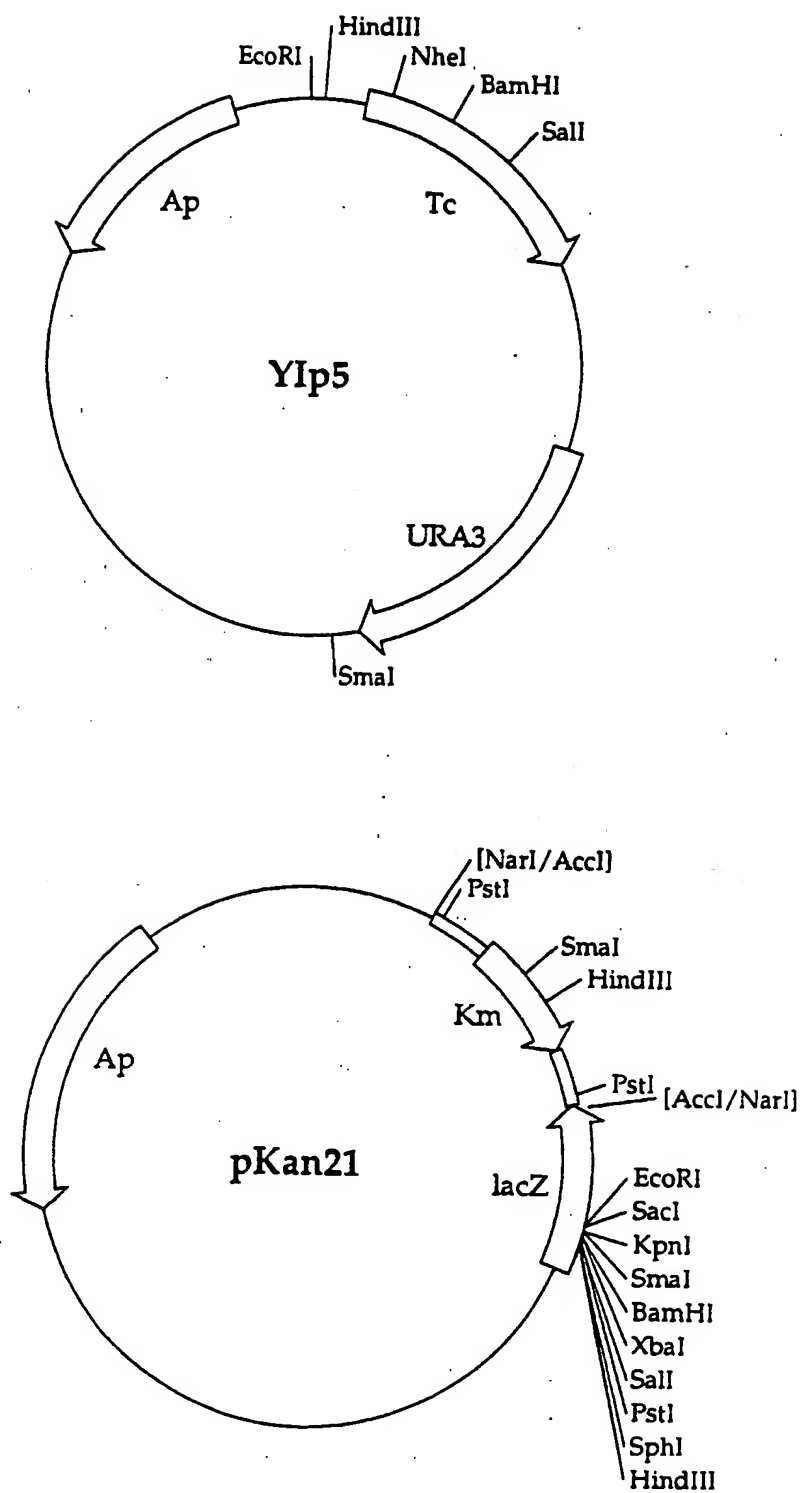 HindIII
EcoRI
NheI
BamHI
SalI
Ap
Tc
YIp5
URA3
SmaI
[NarI/AccI]
PstI
SmaI
HindIII
Km
Ap
PstI
[AccI/NarI]
pKan21
lacZ
EcoRI
SacI
KpnI
SmaI
BamHI
XbaI
SalI
PstI
SphI
HindIII